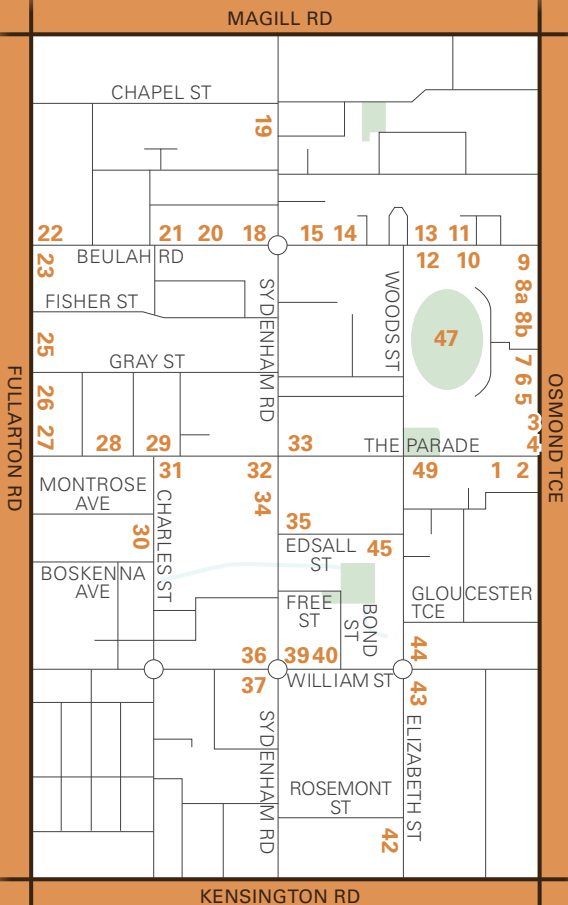 MAGILL RD
CHAPEL ST
19
22
21 20 18 15 14 13 11
BEULAH RD
23
12 10 9
8a
8b
FISHER ST
SYDENHAM RD
WOODS ST
47
25
GRAY ST
7
6
5
26
27
FULLARTON RD
OSMOND TCE
3
4
28 29 33
THE PARADE
31 32 49 1 2
MONTROSE
AVE
CHARLES ST
34
30
35
EDSALL
ST
45
BOSKENNA
AVE
FREE
ST
BOND
ST
GLOUCESTER
TCE
36 39 40 44
37
WILLIAM ST
43
SYDENHAM RD
ELIZABETH ST
ROSEMONT
ST
42
KENSINGTON RD